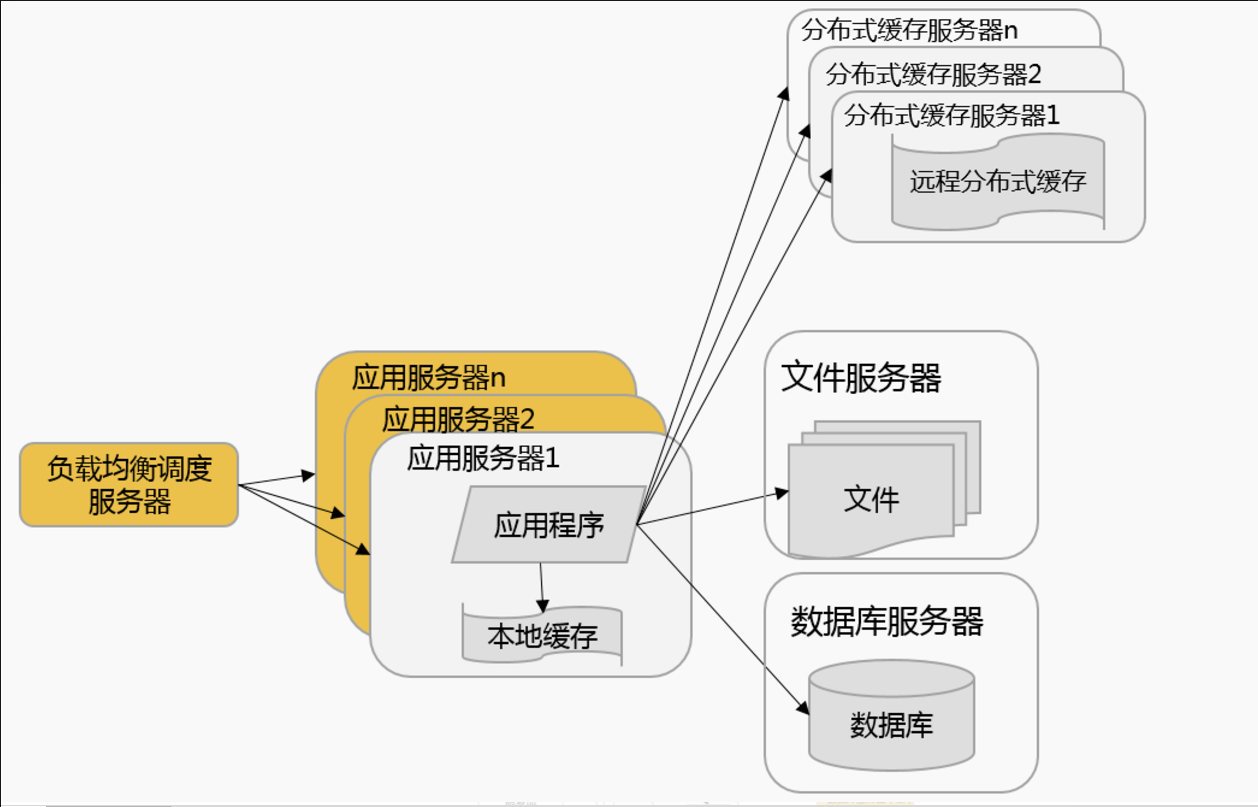 分布式缓存服务器n
分布式缓存服务器2
分布式缓存服务器1
远程分布式缓存
应用服务器n
应用服务器2
应用服务器1
应用程序
本地缓存
负载均衡调度
服务器
文件服务器
文件
数据库服务器
数据库